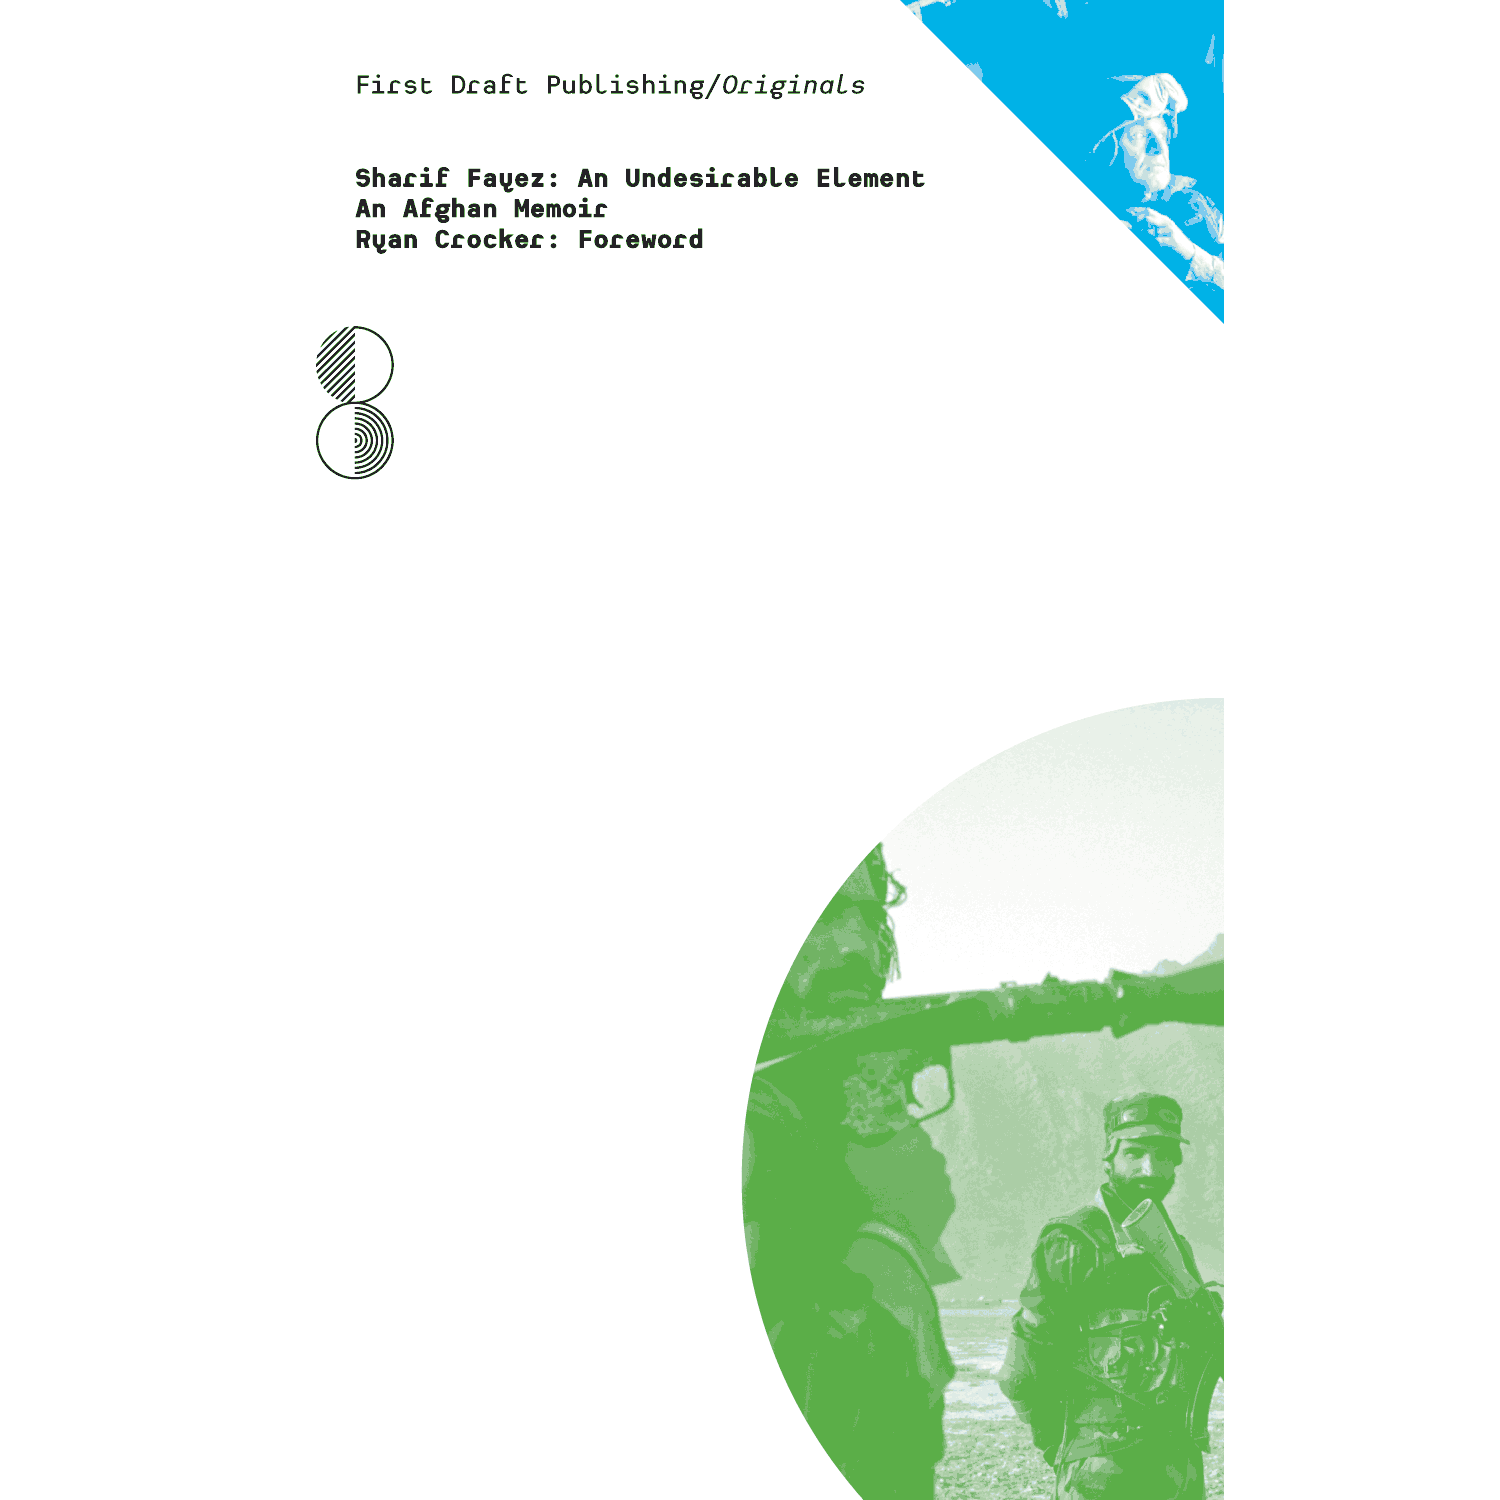 First Draft Publishing/Originals
Sharif Fayez: An Undesirable Element
An Afghan Memoir
Ryan Crocker: Foreword